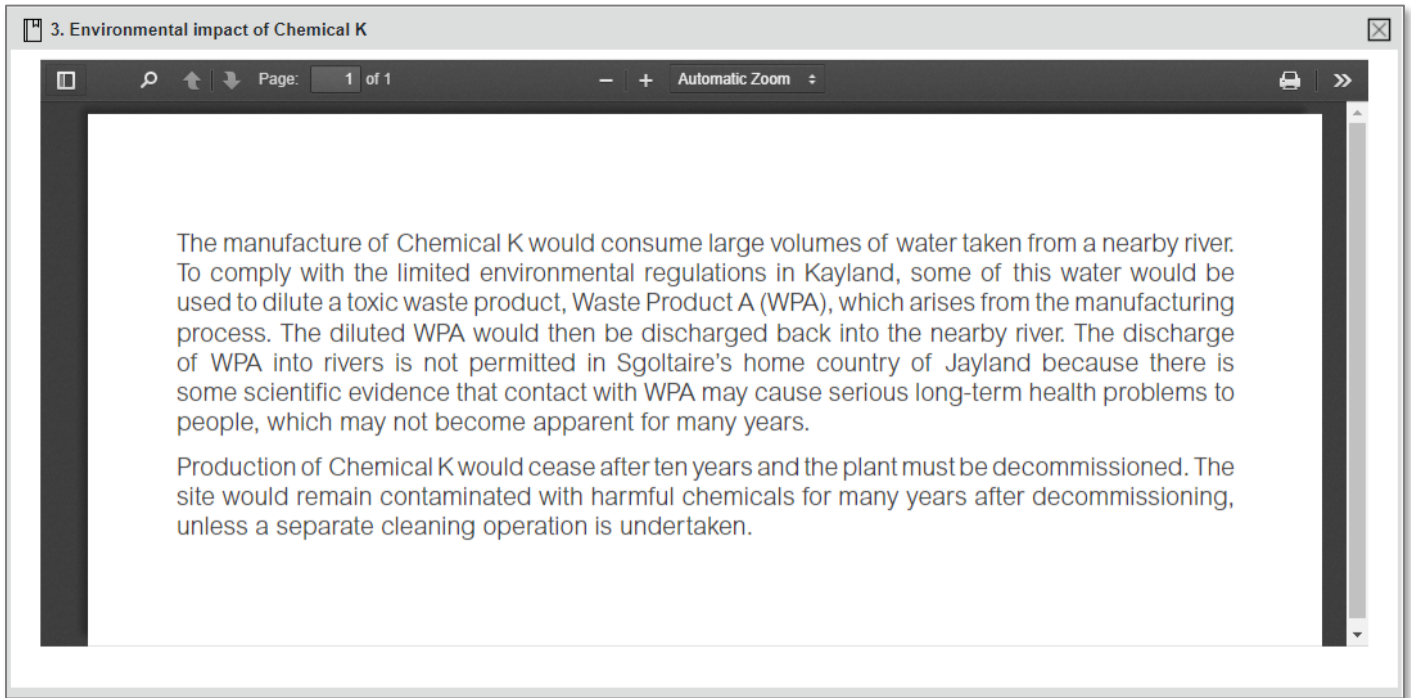 3. Environmental impact of Chemical K
Page: 1 of 1 Automatic Zoom
The manufacture of Chemical K would consume large volumes of water taken from a nearby river.
To comply with the limited environmental regulations in Kayland, some of this water would be
used to dilute a toxic waste product, Waste Product A (WPA), which arises from the manufacturing
process. The diluted WPA would then be discharged back into the nearby river. The discharge
of WPA into rivers is not permitted in Sgoltaire's home country of Jayland because there is
some scientific evidence that contact with WPA may cause serious long-term health problems to
people, which may not become apparent for many years.
Production of Chemical K would cease after ten years and the plant must be decommissioned. The
site would remain contaminated with harmful chemicals for many years after decommissioning,
unless a separate cleaning operation is undertaken.